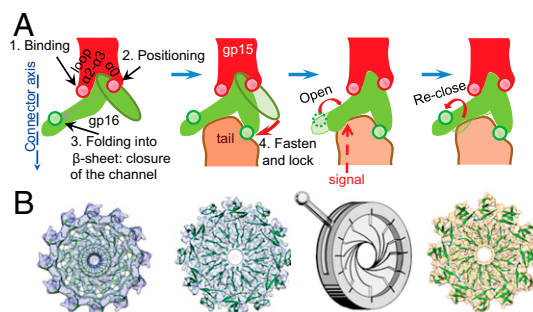 A
1. Binding
loop
α2-α3
α0
2. Positioning
gp15
Connector axis
gp16
3. Folding into
β-sheet: closure
of the channel
tail
4. Fasten
and lock
Open
signal
Re-close
B